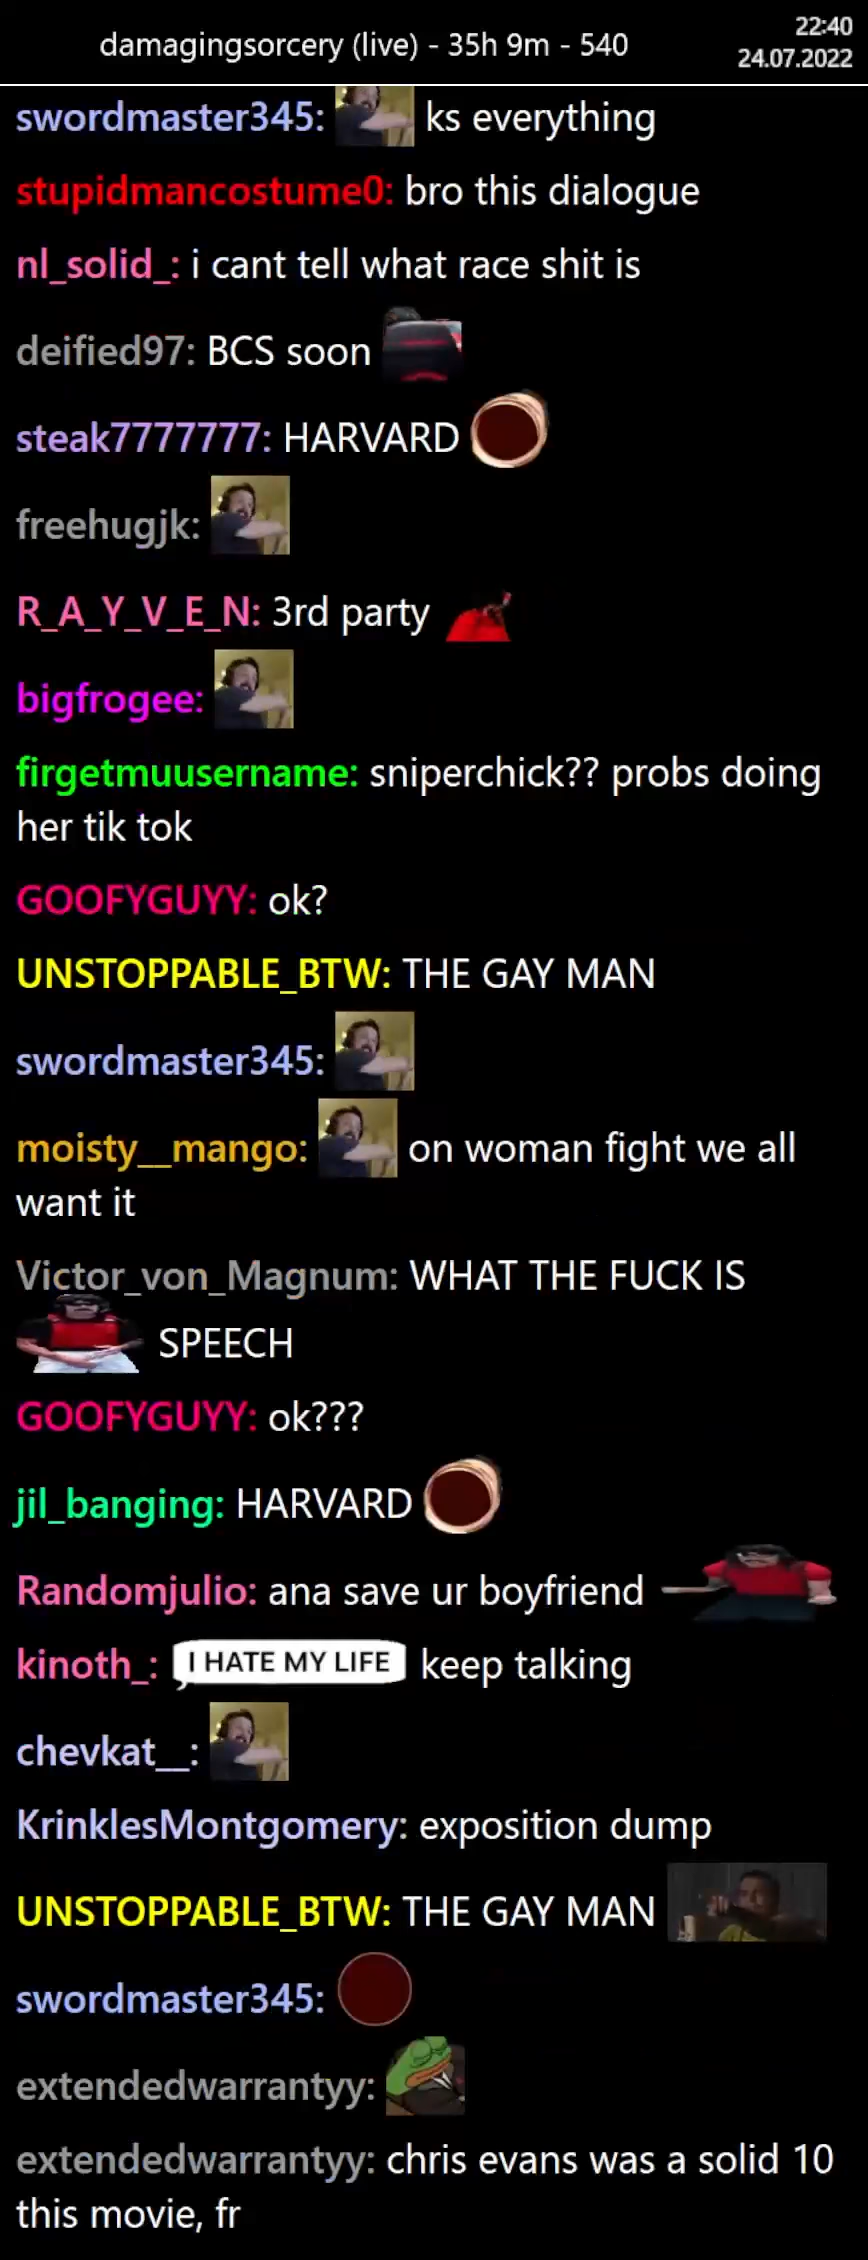 damagingsorcery (live) - 35h 9m - 540
22:40
24.07.2022
swordmaster345: ks everything
stupidmancostume0: bro this dialogue
nl_solid_: i cant tell what race shit is
deified97: BCS soon
steak7777777: HARVARD
freehugjk:
R_A_Y_V_E_N: 3rd party
bigfrogee:
firgetmuusername: sniperchick?? probs doing
her tik tok
GOOFYGUYY: ok?
UNSTOPPABLE_BTW: THE GAY MAN
swordmaster345:
moisty__mango: on woman fight we all
want it
Victor_von_Magnum: WHAT THE FUCK IS
SPEECH
GOOFYGUYY: ok???
jil_banging: HARVARD
Randomjulio: ana save ur boyfriend
kinoth_: I HATE MY LIFE keep talking
chevkat__:
KrinklesMontgomery: exposition dump
UNSTOPPABLE_BTW: THE GAY MAN
swordmaster345:
extendedwarrantyy:
extendedwarrantyy: chris evans was a solid 10
this movie, fr